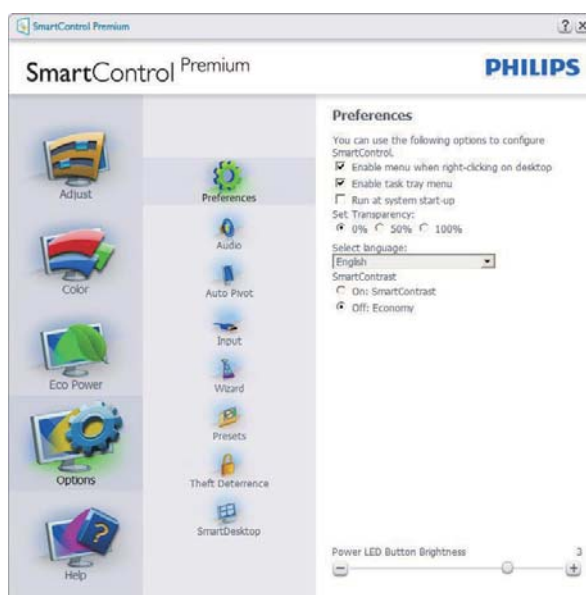 SmartControl Premium
SmartControl Premium
PHILIPS
Adjust
Color
Eco Power
Options
Help
Preferences
Audio
Auto Pivot
Input
Wizard
Presets
Theft Deterrence
SmartDesktop
Preferences
You can use the following options to configure
SmartControl.
Enable menu when right-clicking on desktop
Enable task tray menu
Run at system start-up
Set Transparency:
0% 50% 100%
Select language:
English
SmartContrast
On: SmartContrast
Off: Economy
Power LED Button Brightness 3